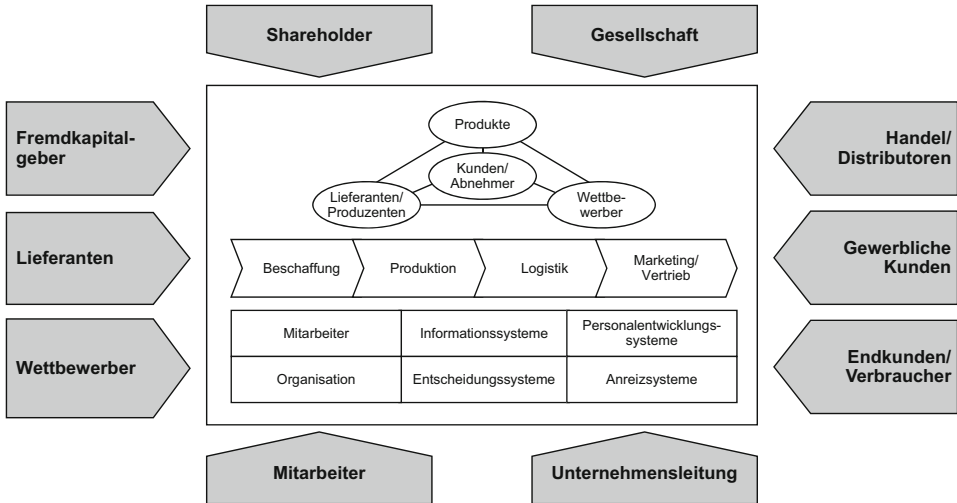 Shareholder
Gesellschaft
Fremdkapital-
geber
Lieferanten
Wettbewerber
Produkte
Kunden/
Abnehmer
Lieferanten/
Produzenten
Wettbe-
werber
Beschaffung
Produktion
Logistik
Marketing/
Vertrieb
Mitarbeiter
Informationssysteme
Personalentwicklungs-
systeme
Organisation
Entscheidungssysteme
Anreizsysteme
Handel/
Distributoren
Gewerbliche
Kunden
Endkunden/
Verbraucher
Mitarbeiter
Unternehmensleitung